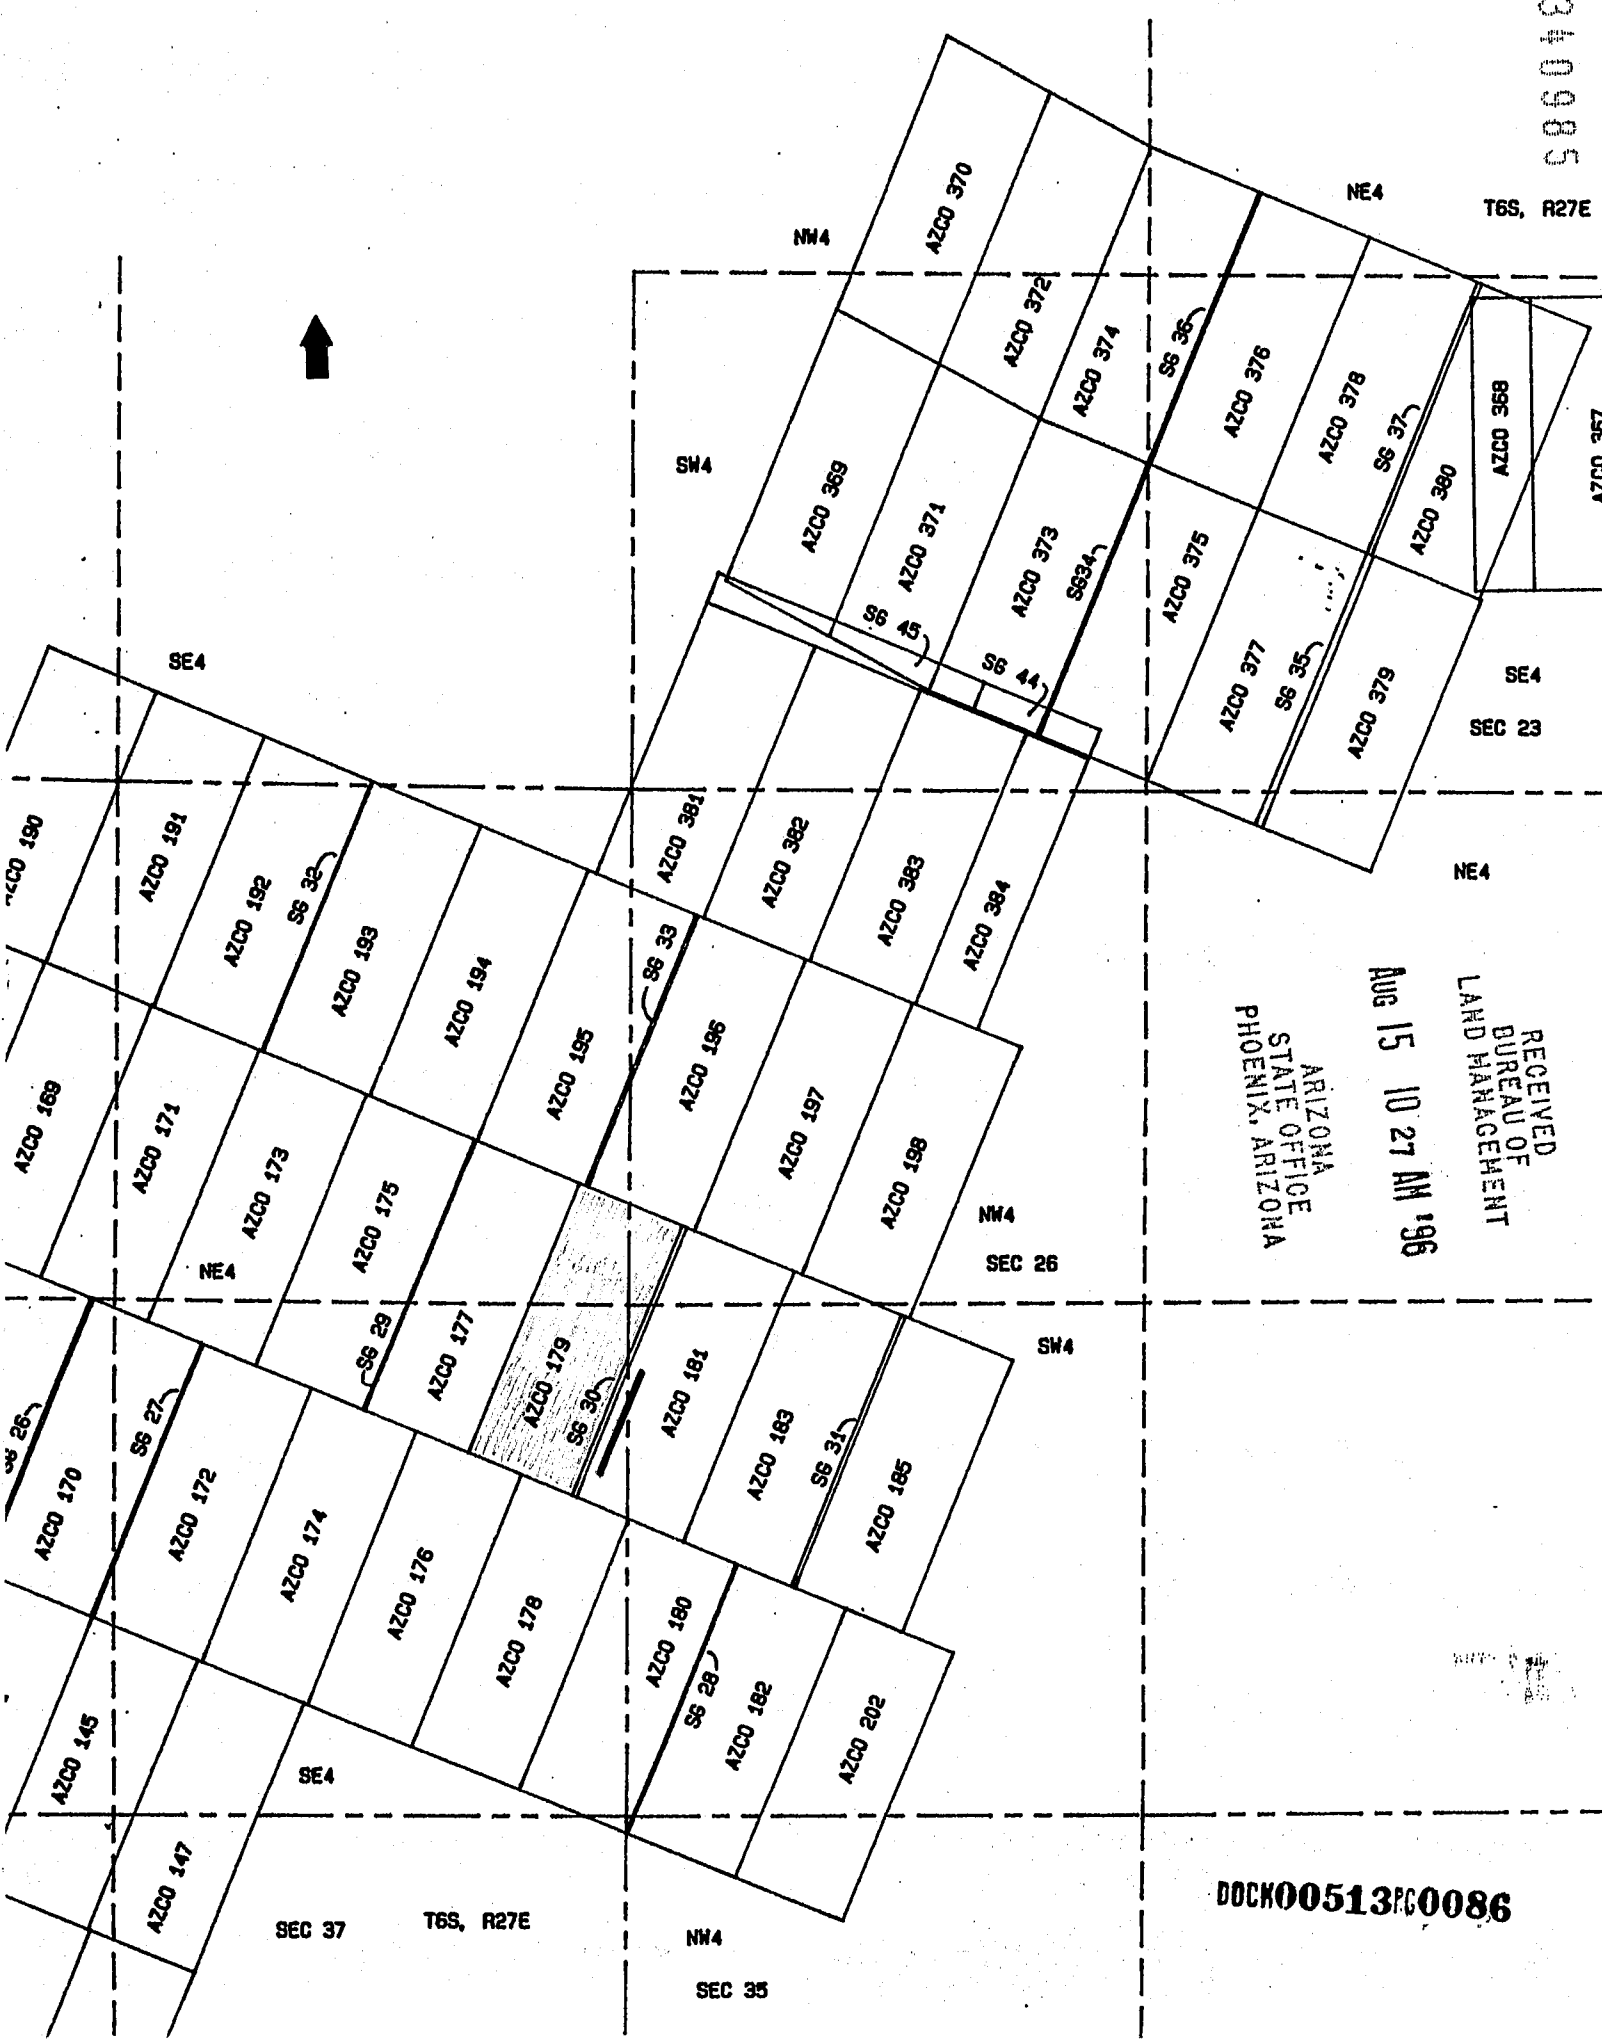 340985
NE4
T6S, R27E
NW4
AZCO 370
AZCO 372
AZCO 374
SG 36
AZCO 376
AZCO 378
SG 37
AZCO 380
AZCO 368
AZCO 367
SW4
AZCO 369
AZCO 371
AZCO 373
SG34
AZCO 375
AZCO 377
SG 35
AZCO 379
SG 45
SG 44
SE4
SEC 23
SE4
AZCO 190
AZCO 191
AZCO 192
SG 32
AZCO 193
AZCO 194
AZCO 195
SG 33
AZCO 381
AZCO 382
AZCO 383
AZCO 384
NE4
RECEIVED
BUREAU OF
LAND MANAGEMENT
AUG 15 10 27 AM '96
ARIZONA
STATE OFFICE
PHOENIX, ARIZONA
AZCO 196
AZCO 197
AZCO 198
AZCO 169
AZCO 171
AZCO 173
AZCO 175
SG 29
AZCO 177
AZCO 179
SG 30
AZCO 181
AZCO 183
SG 31
AZCO 185
NW4
SEC 26
NE4
SW4
SG 26
AZCO 170
SG 27
AZCO 172
AZCO 174
AZCO 176
AZCO 178
AZCO 180
SG 28
AZCO 182
AZCO 202
AZCO 145
AZCO 147
SE4
SEC 37
T6S, R27E
NW4
SEC 35
DOCK00513PG0086